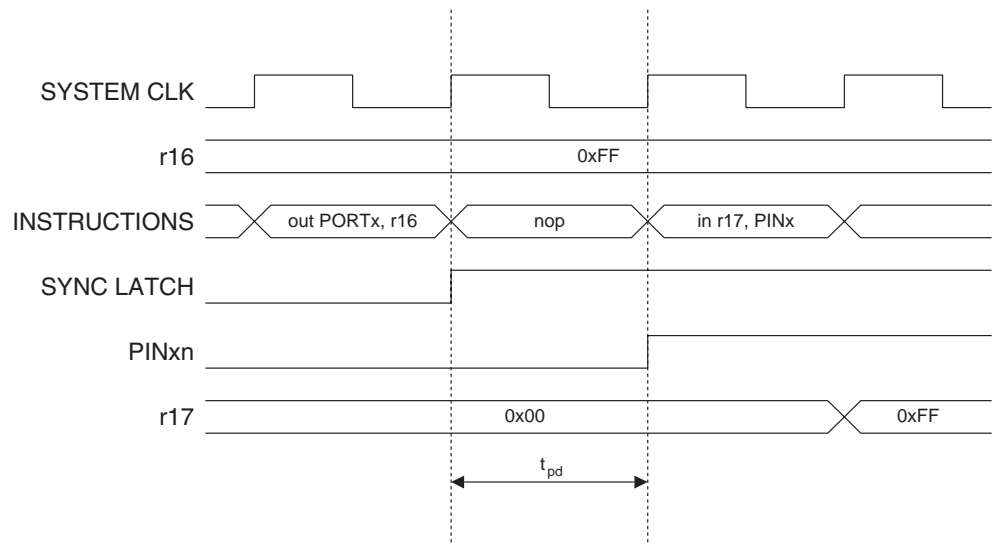 SYSTEM CLK
r16
0xFF
INSTRUCTIONS
out PORTx, r16
nop
in r17, PINx
SYNC LATCH
PINxn
r17
0x00
0xFF
tpd